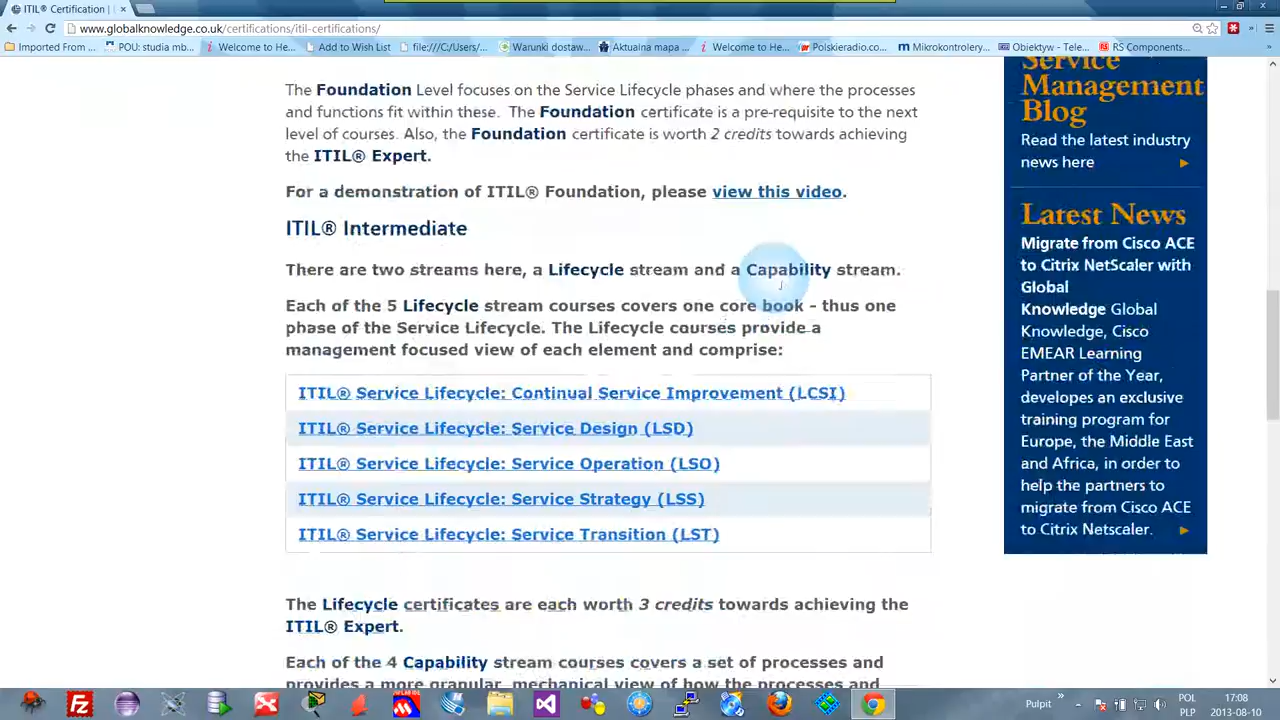 ITIL® Certification |
www.globalknowledge.co.uk/certifications/itil-certifications/
Imported From ...
POU: studia mb...
Welcome to He...
Add to Wish List
file:///C:/Users/...
Warunki dostaw...
Aktualna mapa ...
Welcome to He...
Polskieradio.co...
Mikrokontrolery...
Obiektyw - Tele...
RS Components...
The Foundation Level focuses on the Service Lifecycle phases and where the processes
and functions fit within these. The Foundation certificate is a pre-requisite to the next
level of courses. Also, the Foundation certificate is worth 2 credits towards achieving
the ITIL® Expert.
For a demonstration of ITIL® Foundation, please view this video.
ITIL® Intermediate
There are two streams here, a Lifecycle stream and a Capability stream.
Each of the 5 Lifecycle stream courses covers one core book - thus one
phase of the Service Lifecycle. The Lifecycle courses provide a
management focused view of each element and comprise:
ITIL® Service Lifecycle: Continual Service Improvement (LCSI)
ITIL® Service Lifecycle: Service Design (LSD)
ITIL® Service Lifecycle: Service Operation (LSO)
ITIL® Service Lifecycle: Service Strategy (LSS)
ITIL® Service Lifecycle: Service Transition (LST)
The Lifecycle certificates are each worth 3 credits towards achieving the
ITIL® Expert.
Each of the 4 Capability stream courses covers a set of processes and
provides a more granular, mechanical view of how the processes and
Service
Management
Blog
Read the latest industry
news here
Latest News
Migrate from Cisco ACE
to Citrix NetScaler with
Global
Knowledge Global
Knowledge, Cisco
EMEAR Learning
Partner of the Year,
developes an exclusive
training program for
Europe, the Middle East
and Africa, in order to
help the partners to
migrate from Cisco ACE
to Citrix Netscaler.
Pulpit
POL
PLP
17:08
2013-08-10